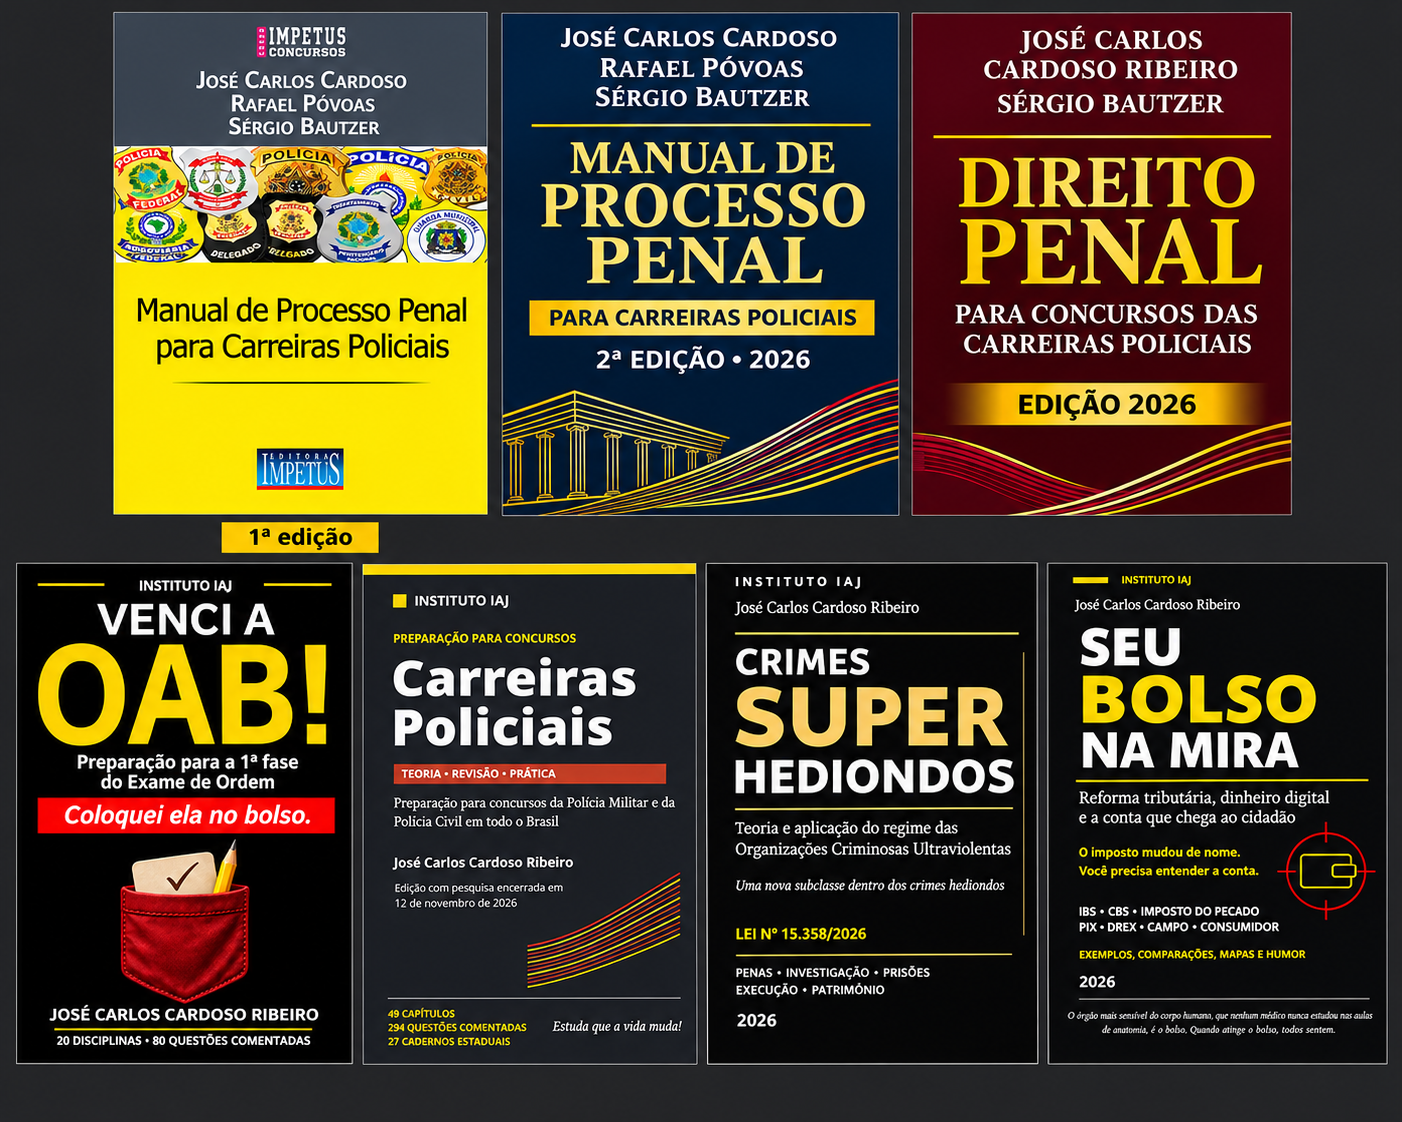 IMPETUS
CONCURSOS
JOSÉ CARLOS CARDOSO
RAFAEL PÓVOAS
SÉRGIO BAUTZER
POLÍCIA
FEDERAL
POLÍCIA
POLÍCIA
POLÍCIA
CIVIL
RODOVIÁRIA
FEDERAL
DELEGADO
DELGADO
GUARDA MUNICIPAL
Manual de Processo Penal
para Carreiras Policiais
EDITORA
IMPETUS
1ª edição
JOSÉ CARLOS CARDOSO
RAFAEL PÓVOAS
SÉRGIO BAUTZER
MANUAL DE
PROCESSO
PENAL
PARA CARREIRAS POLICIAIS
2ª EDIÇÃO • 2026
JOSÉ CARLOS
CARDOSO RIBEIRO
SÉRGIO BAUTZER
DIREITO
PENAL
PARA CONCURSOS DAS
CARREIRAS POLICIAIS
EDIÇÃO 2026
INSTITUTO IAJ
VENCI A
OAB!
Preparação para a 1ª fase
do Exame de Ordem
Coloquei ela no bolso.
JOSÉ CARLOS CARDOSO RIBEIRO
20 DISCIPLINAS • 80 QUESTÕES COMENTADAS
INSTITUTO IAJ
PREPARAÇÃO PARA CONCURSOS
Carreiras
Policiais
TEORIA • REVISÃO • PRÁTICA
Preparação para concursos da Polícia Militar e da
Polícia Civil em todo o Brasil
José Carlos Cardoso Ribeiro
Edição com pesquisa encerrada em
12 de novembro de 2026
49 CAPÍTULOS
294 QUESTÕES COMENTADAS
27 CADERNOS ESTADUAIS
Estuda que a vida muda!
INSTITUTO IAJ
José Carlos Cardoso Ribeiro
CRIMES
SUPER
HEDIONDOS
Teoria e aplicação do regime das
Organizações Criminosas Ultraviolentas
Uma nova subclasse dentro dos crimes hediondos
LEI Nº 15.358/2026
PENAS • INVESTIGAÇÃO • PRISÕES
EXECUÇÃO • PATRIMÔNIO
2026
INSTITUTO IAJ
José Carlos Cardoso Ribeiro
SEU
BOLSO
NA MIRA
Reforma tributária, dinheiro digital
e a conta que chega ao cidadão
O imposto mudou de nome.
Você precisa entender a conta.
IBS • CBS • IMPOSTO DO PECADO
PIX • DREX • CAMPO • CONSUMIDOR
EXEMPLOS, COMPARAÇÕES, MAPAS E HUMOR
2026
O órgão mais sensível do corpo humano, que nenhum médico nunca estudou nas aulas
de anatomia, é o bolso. Quando atinge o bolso, todos sentem.